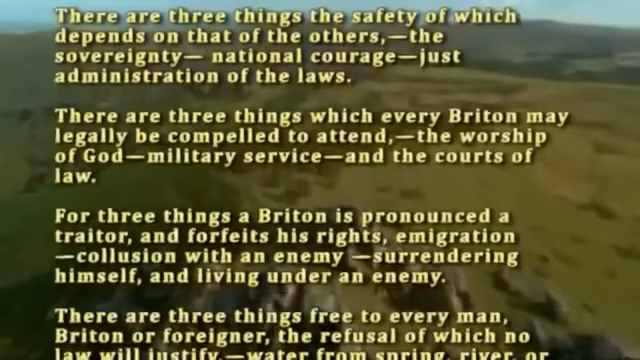 There are three things the safety of which
depends on that of the others,—the
sovereignty— national courage—just
administration of the laws.
There are three things which every Briton may
legally be compelled to attend,—the worship
of God—military service—and the courts of
law.
For three things a Briton is pronounced a
traitor, and forfeits his rights, emigration
—collusion with an enemy —surrendering
himself, and living under an enemy.
There are three things free to every man,
Briton or foreigner, the refusal of which no
law will justify,—water from spring, river, or